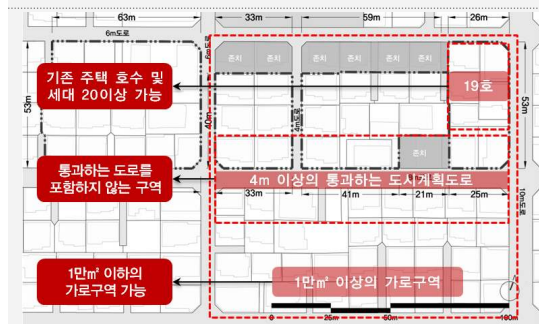 63m 33m 59m 26m
6m도로
6m도로
존치 존치 존치 존치 존치
기존 주택 호수 및
세대 20이상 가능
19호
53m 40m 4m도로 53m
존치
통과하는 도로를
포함하지 않는 구역
4m 이상의 통과하는 도시계획도로
33m 41m 21m 25m
10m도로
1만㎡ 이하의
가로구역 가능
1만㎡ 이상의 가로구역
0 25m 50m 100m